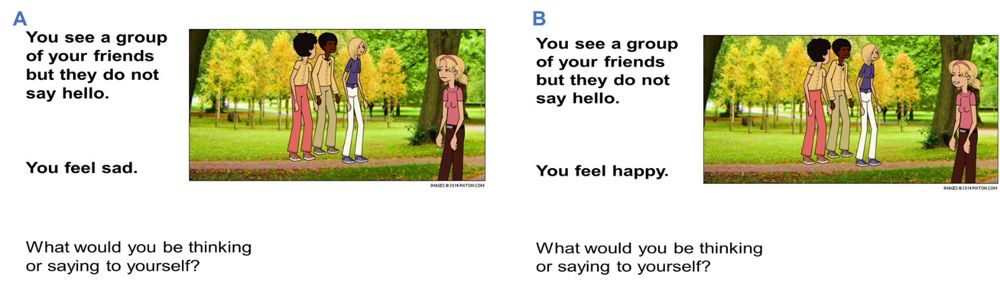 A
You see a group
of your friends
but they do not
say hello.
You feel sad.
IMAGES © 2014 PIXTON.COM
What would you be thinking
or saying to yourself?
B
You see a group
of your friends
but they do not
say hello.
You feel happy.
IMAGES © 2014 PIXTON.COM
What would you be thinking
or saying to yourself?